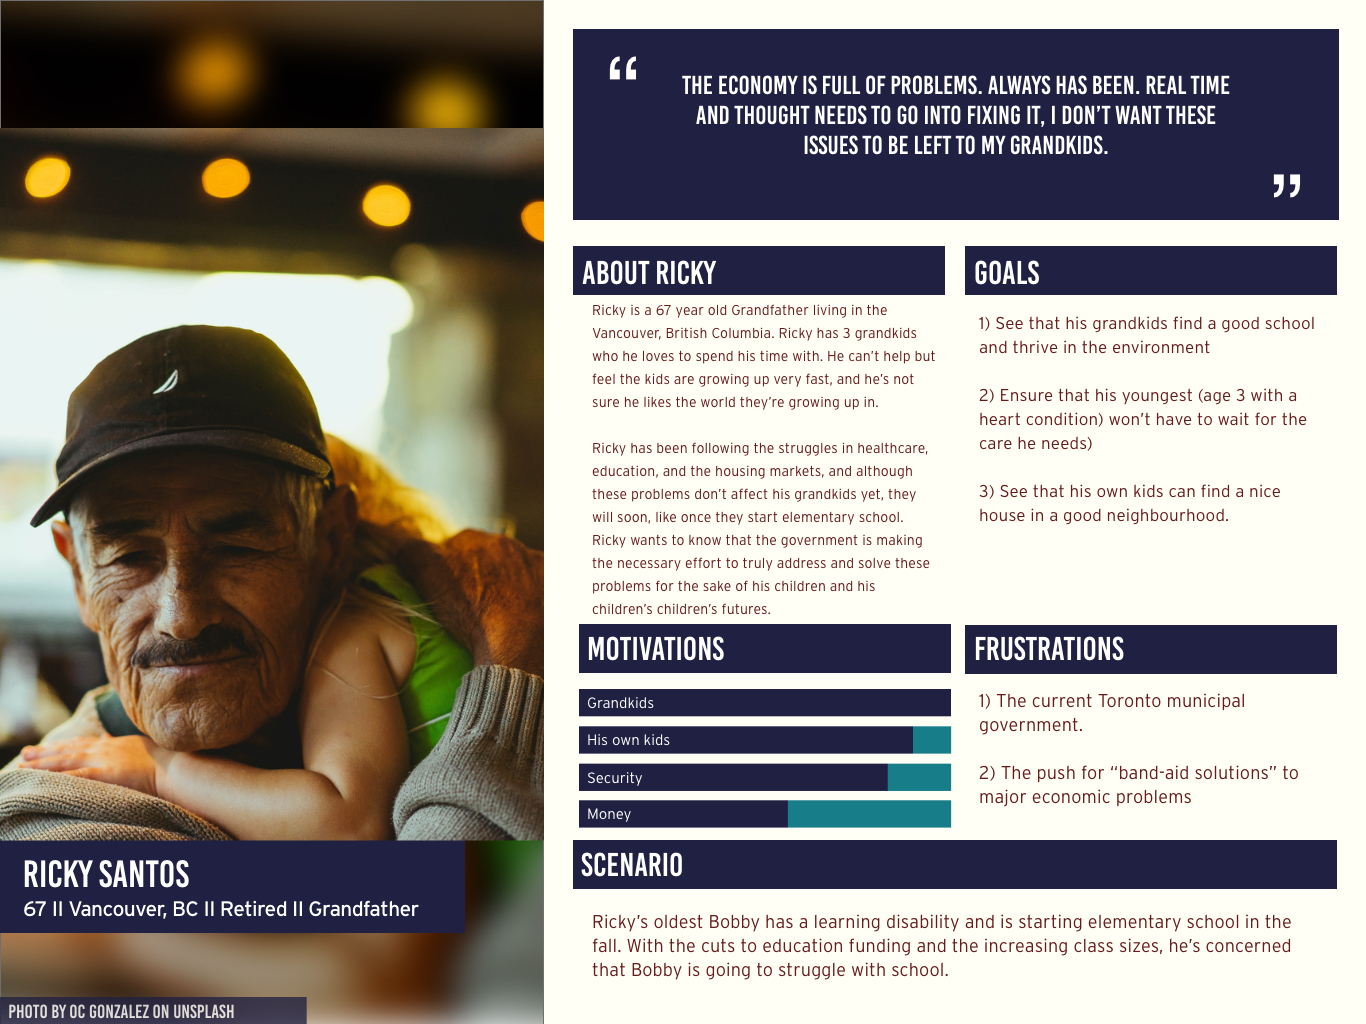 “
THE ECONOMY IS FULL OF PROBLEMS. ALWAYS HAS BEEN. REAL TIME
AND THOUGHT NEEDS TO GO INTO FIXING IT, I DON’T WANT THESE
ISSUES TO BE LEFT TO MY GRANDKIDS.
”
ABOUT RICKY
Ricky is a 67 year old Grandfather living in the
Vancouver, British Columbia. Ricky has 3 grandkids
who he loves to spend his time with. He can’t help but
feel the kids are growing up very fast, and he’s not
sure he likes the world they’re growing up in.
Ricky has been following the struggles in healthcare,
education, and the housing markets, and although
these problems don’t affect his grandkids yet, they
will soon, like once they start elementary school.
Ricky wants to know that the government is making
the necessary effort to truly address and solve these
problems for the sake of his children and his
children’s children’s futures.
GOALS
1) See that his grandkids find a good school
and thrive in the environment
2) Ensure that his youngest (age 3 with a
heart condition) won’t have to wait for the
care he needs)
3) See that his own kids can find a nice
house in a good neighbourhood.
MOTIVATIONS
Grandkids
His own kids
Security
Money
FRUSTRATIONS
1) The current Toronto municipal
government.
2) The push for “band-aid solutions” to
major economic problems
SCENARIO
Ricky’s oldest Bobby has a learning disability and is starting elementary school in the
fall. With the cuts to education funding and the increasing class sizes, he’s concerned
that Bobby is going to struggle with school.
RICKY SANTOS
67 II Vancouver, BC II Retired II Grandfather
PHOTO BY OC GONZALEZ ON UNSPLASH